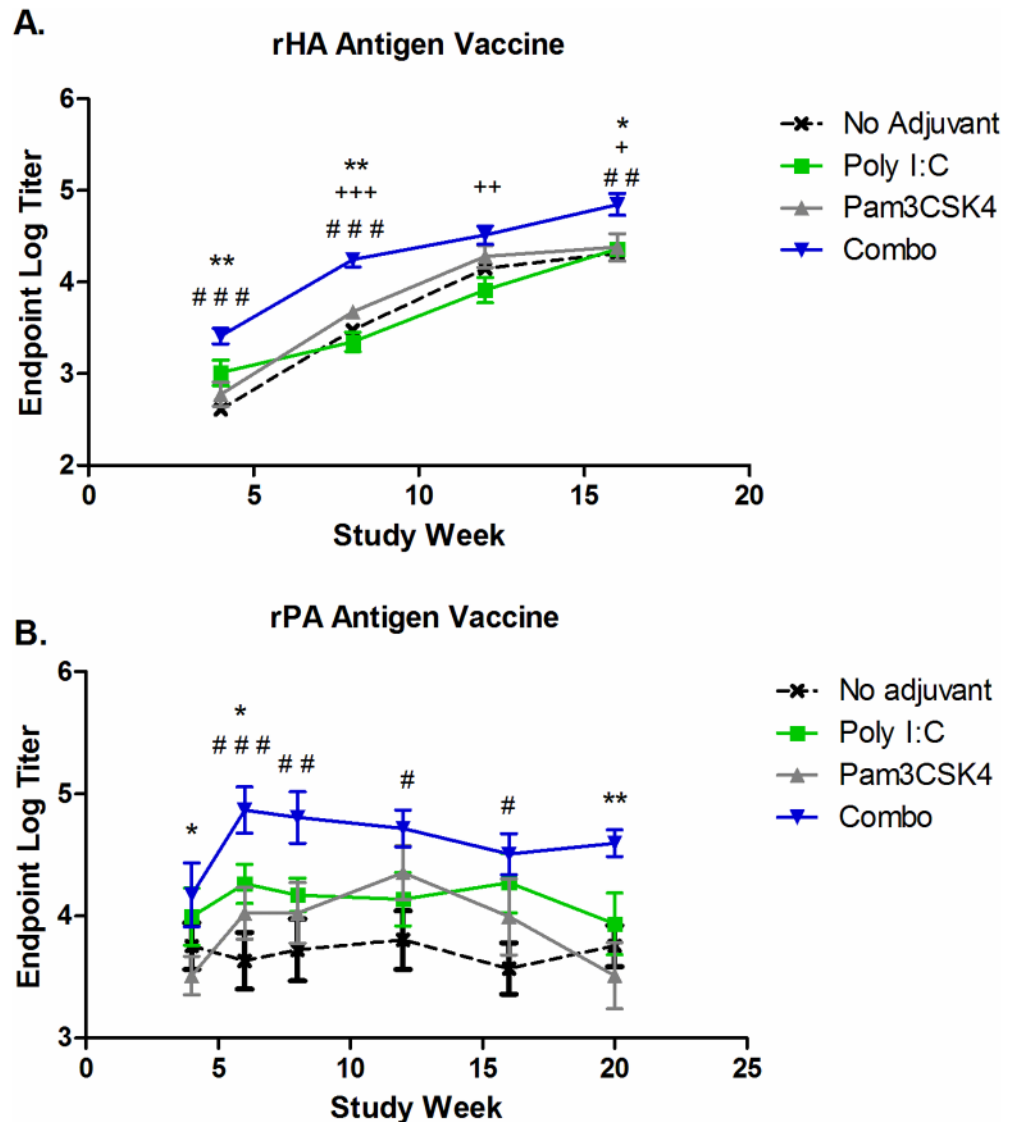 A.
rHA Antigen Vaccine
6
5
4
3
2
Endpoint Log Titer
**
# # #
**
+++
# # #
++
*
+
# #
No Adjuvant
Poly I:C
Pam3CSK4
Combo
0 5 10 15 20
Study Week
B.
rPA Antigen Vaccine
6
5
4
3
Endpoint Log Titer
*
*
# # #
# #
#
#
**
No adjuvant
Poly I:C
Pam3CSK4
Combo
0 5 10 15 20 25
Study Week